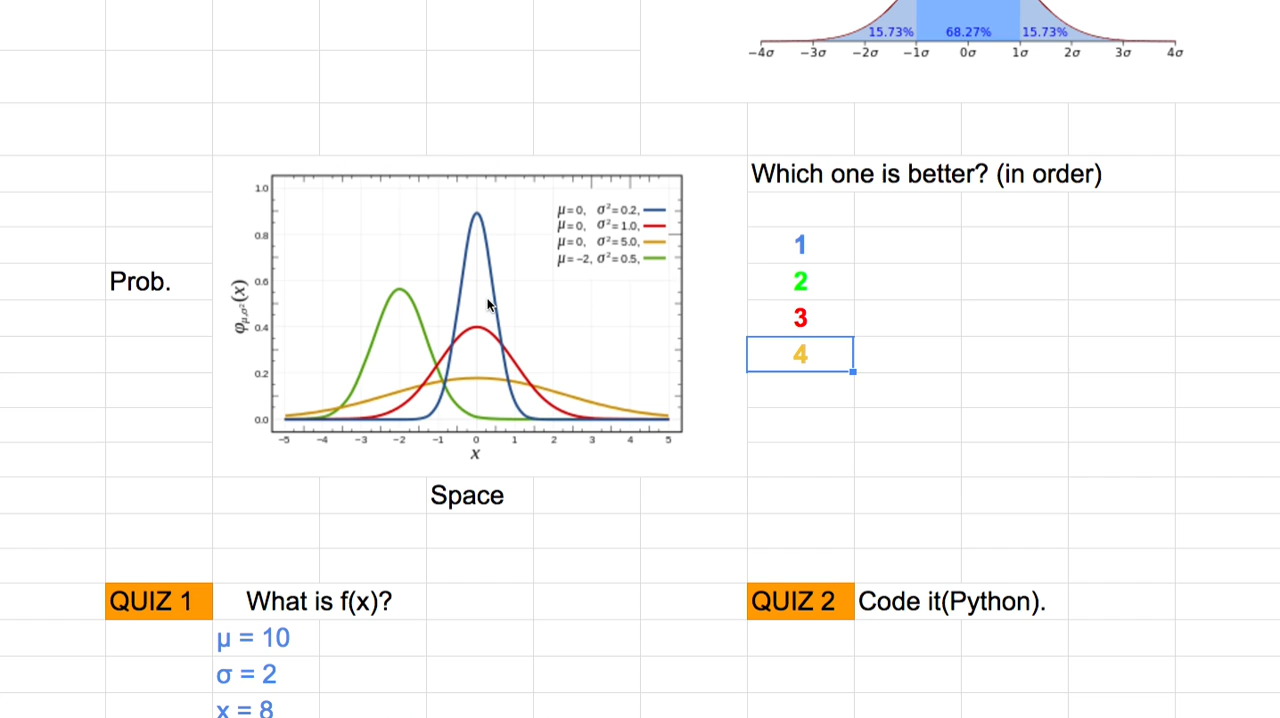 15.73% 68.27% 15.73%
−4σ −3σ −2σ −1σ 0σ 1σ 2σ 3σ 4σ
Which one is better? (in order)
1
2
3
4
Prob.
φμ,σ²(x)
1.0
0.8
0.6
0.4
0.2
0.0
μ=0, σ²=0.2,
μ=0, σ²=1.0,
μ=0, σ²=5.0,
μ=−2, σ²=0.5,
−5 −4 −3 −2 −1 0 1 2 3 4 5
x
Space
QUIZ 1 What is f(x)?
μ = 10
σ = 2
x = 8
QUIZ 2 Code it(Python).